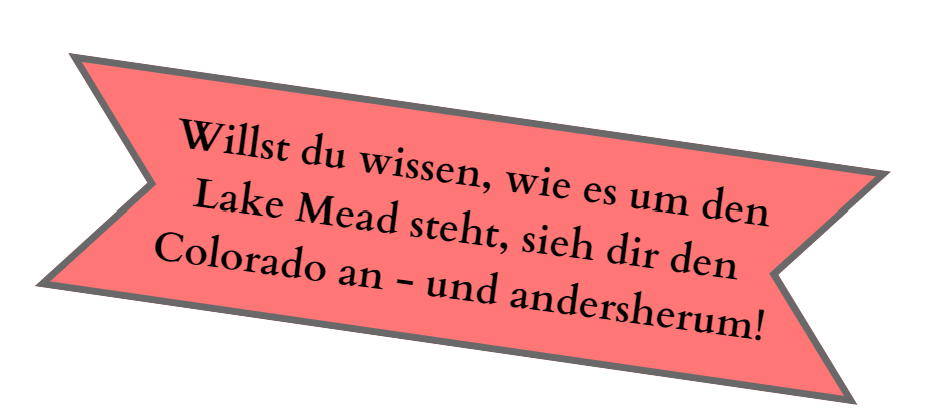 Willst du wissen, wie es um den
Lake Mead steht, sieh dir den
Colorado an – und andersherum!